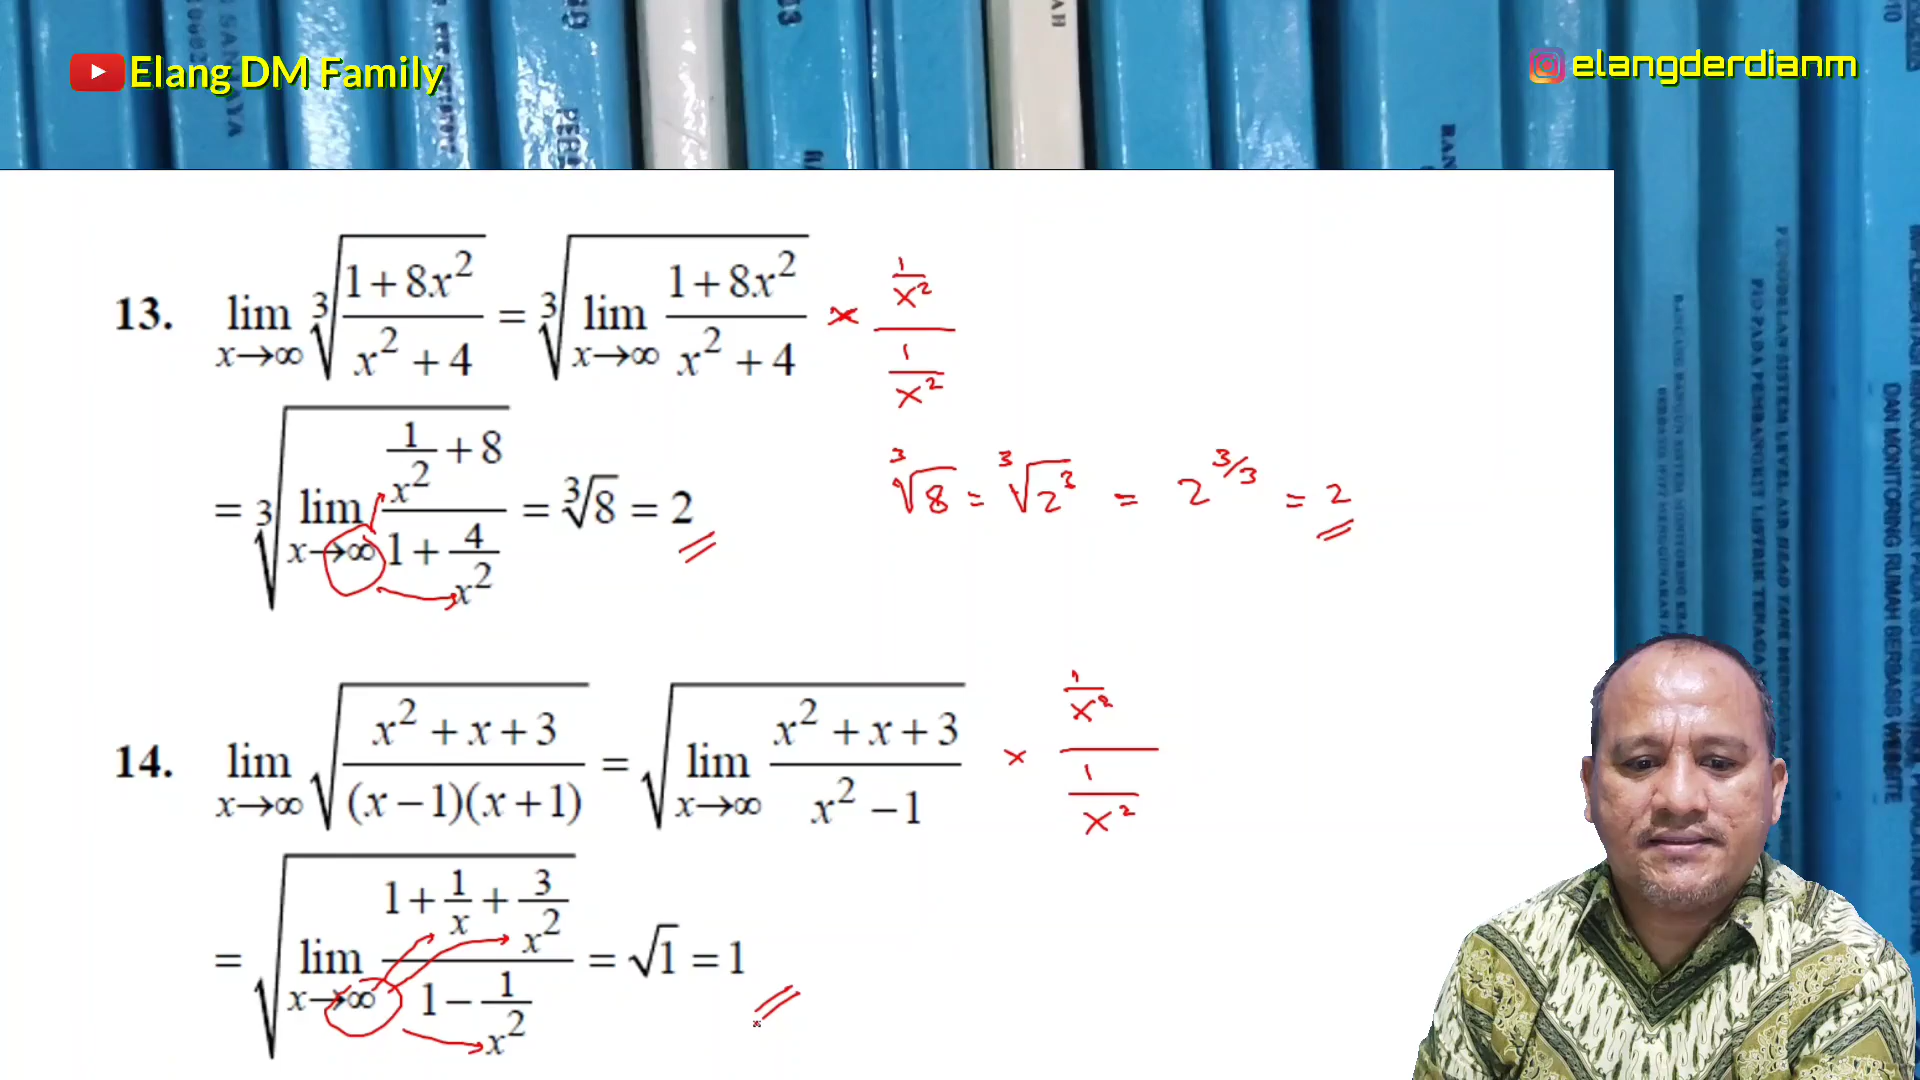 Elang DM Family
elangderdianm
13. lim x→∞ ∛((1+8x²)/(x²+4)) = ∛(lim x→∞ (1+8x²)/(x²+4)) × (1/x²)/(1/x²)
= ∛(lim x→∞ (1/x²+8)/(1+4/x²)) = ∛8 = 2
∛8 = ∛2³ = 2^(3/3) = 2
14. lim x→∞ √((x²+x+3)/((x−1)(x+1))) = √(lim x→∞ (x²+x+3)/(x²−1)) × (1/x²)/(1/x²)
= √(lim x→∞ (1+1/x+3/x²)/(1−1/x²)) = √1 = 1